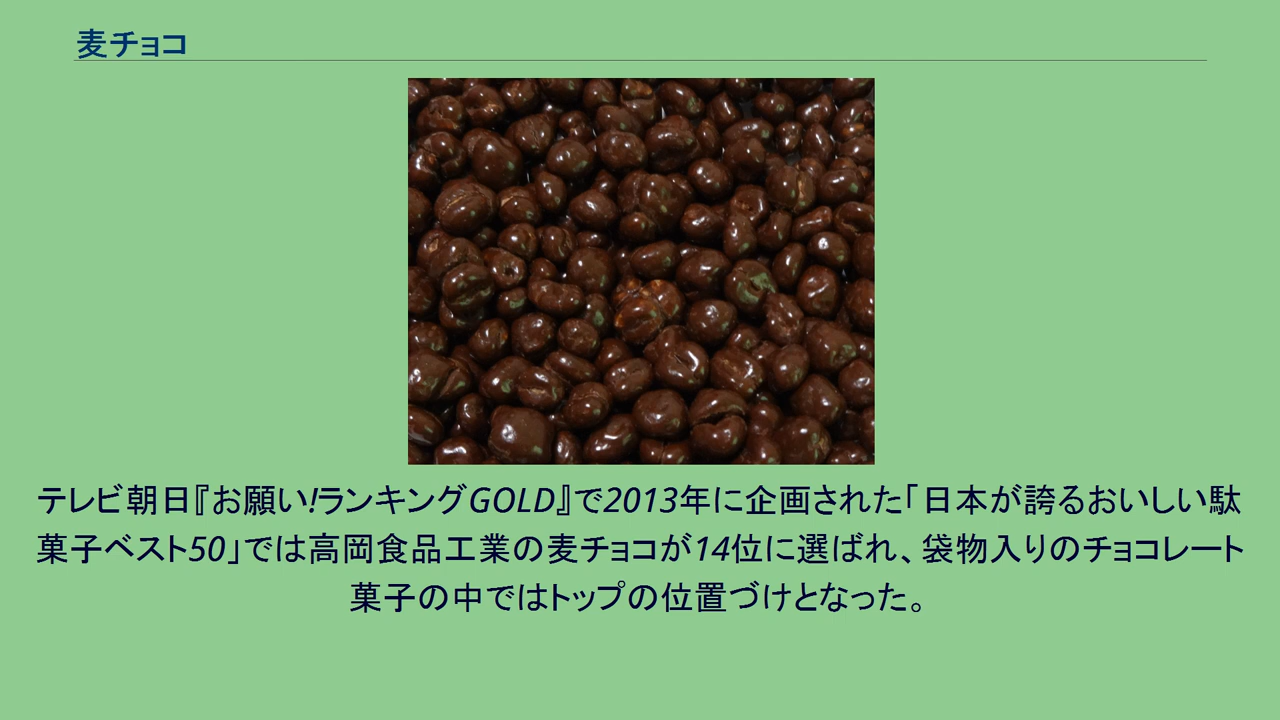 麦チョコ
テレビ朝日『お願い!ランキングGOLD』で2013年に企画された「日本が誇るおいしい駄
菓子ベスト50」では高岡食品工業の麦チョコが14位に選ばれ、袋物入りのチョコレート
菓子の中ではトップの位置づけとなった。